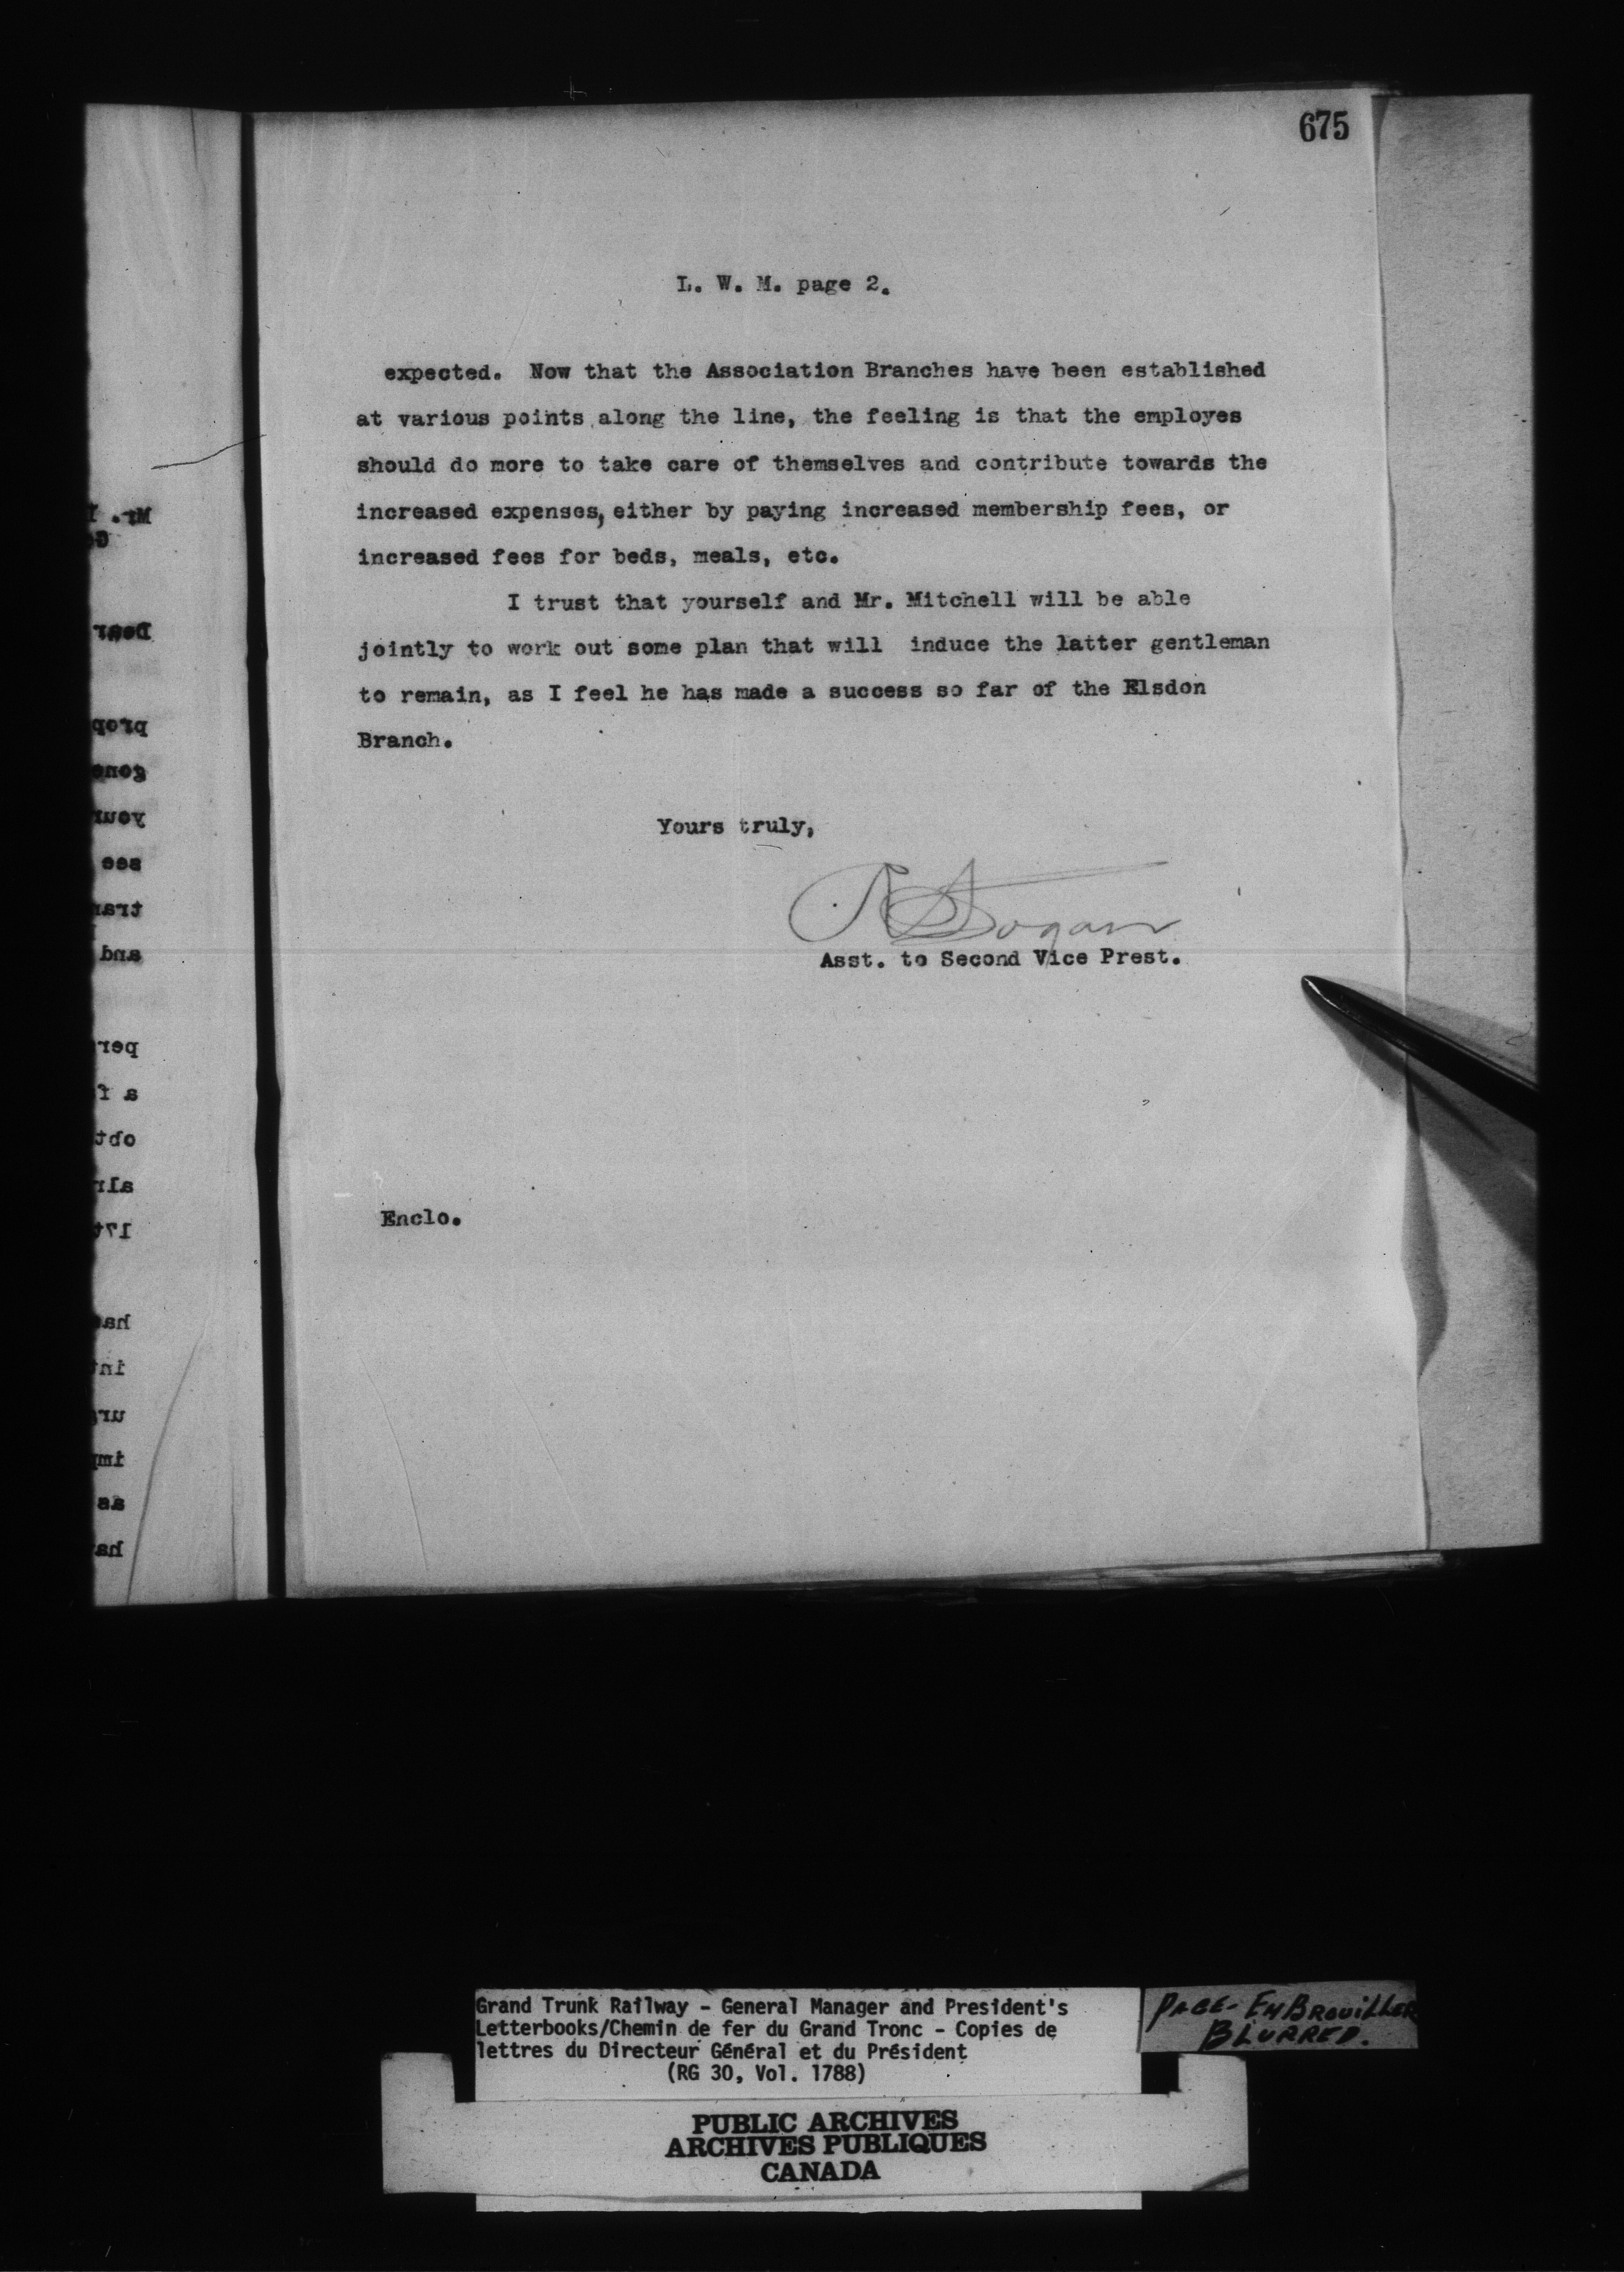 675
L. W. M. page 2.
expected. Now that the Association Branches have been established
at various points along the line, the feeling is that the employes
should do more to take care of themselves and contribute towards the
increased expenses, either by paying increased membership fees, or
increased fees for beds, meals, etc.
I trust that yourself and Mr. Mitchell will be able
jointly to work out some plan that will induce the latter gentleman
to remain, as I feel he has made a success so far of the Elsdon
Branch.
Yours truly,
Logan
Asst. to Second Vice Prest.
Enclo.
Grand Trunk Railway - General Manager and President's
Letterbooks/Chemin de fer du Grand Tronc - Copies de
lettres du Directeur Général et du Président
(RG 30, Vol. 1788)
PAGE - EMBROUILLER
BLURRED.
PUBLIC ARCHIVES
ARCHIVES PUBLIQUES
CANADA